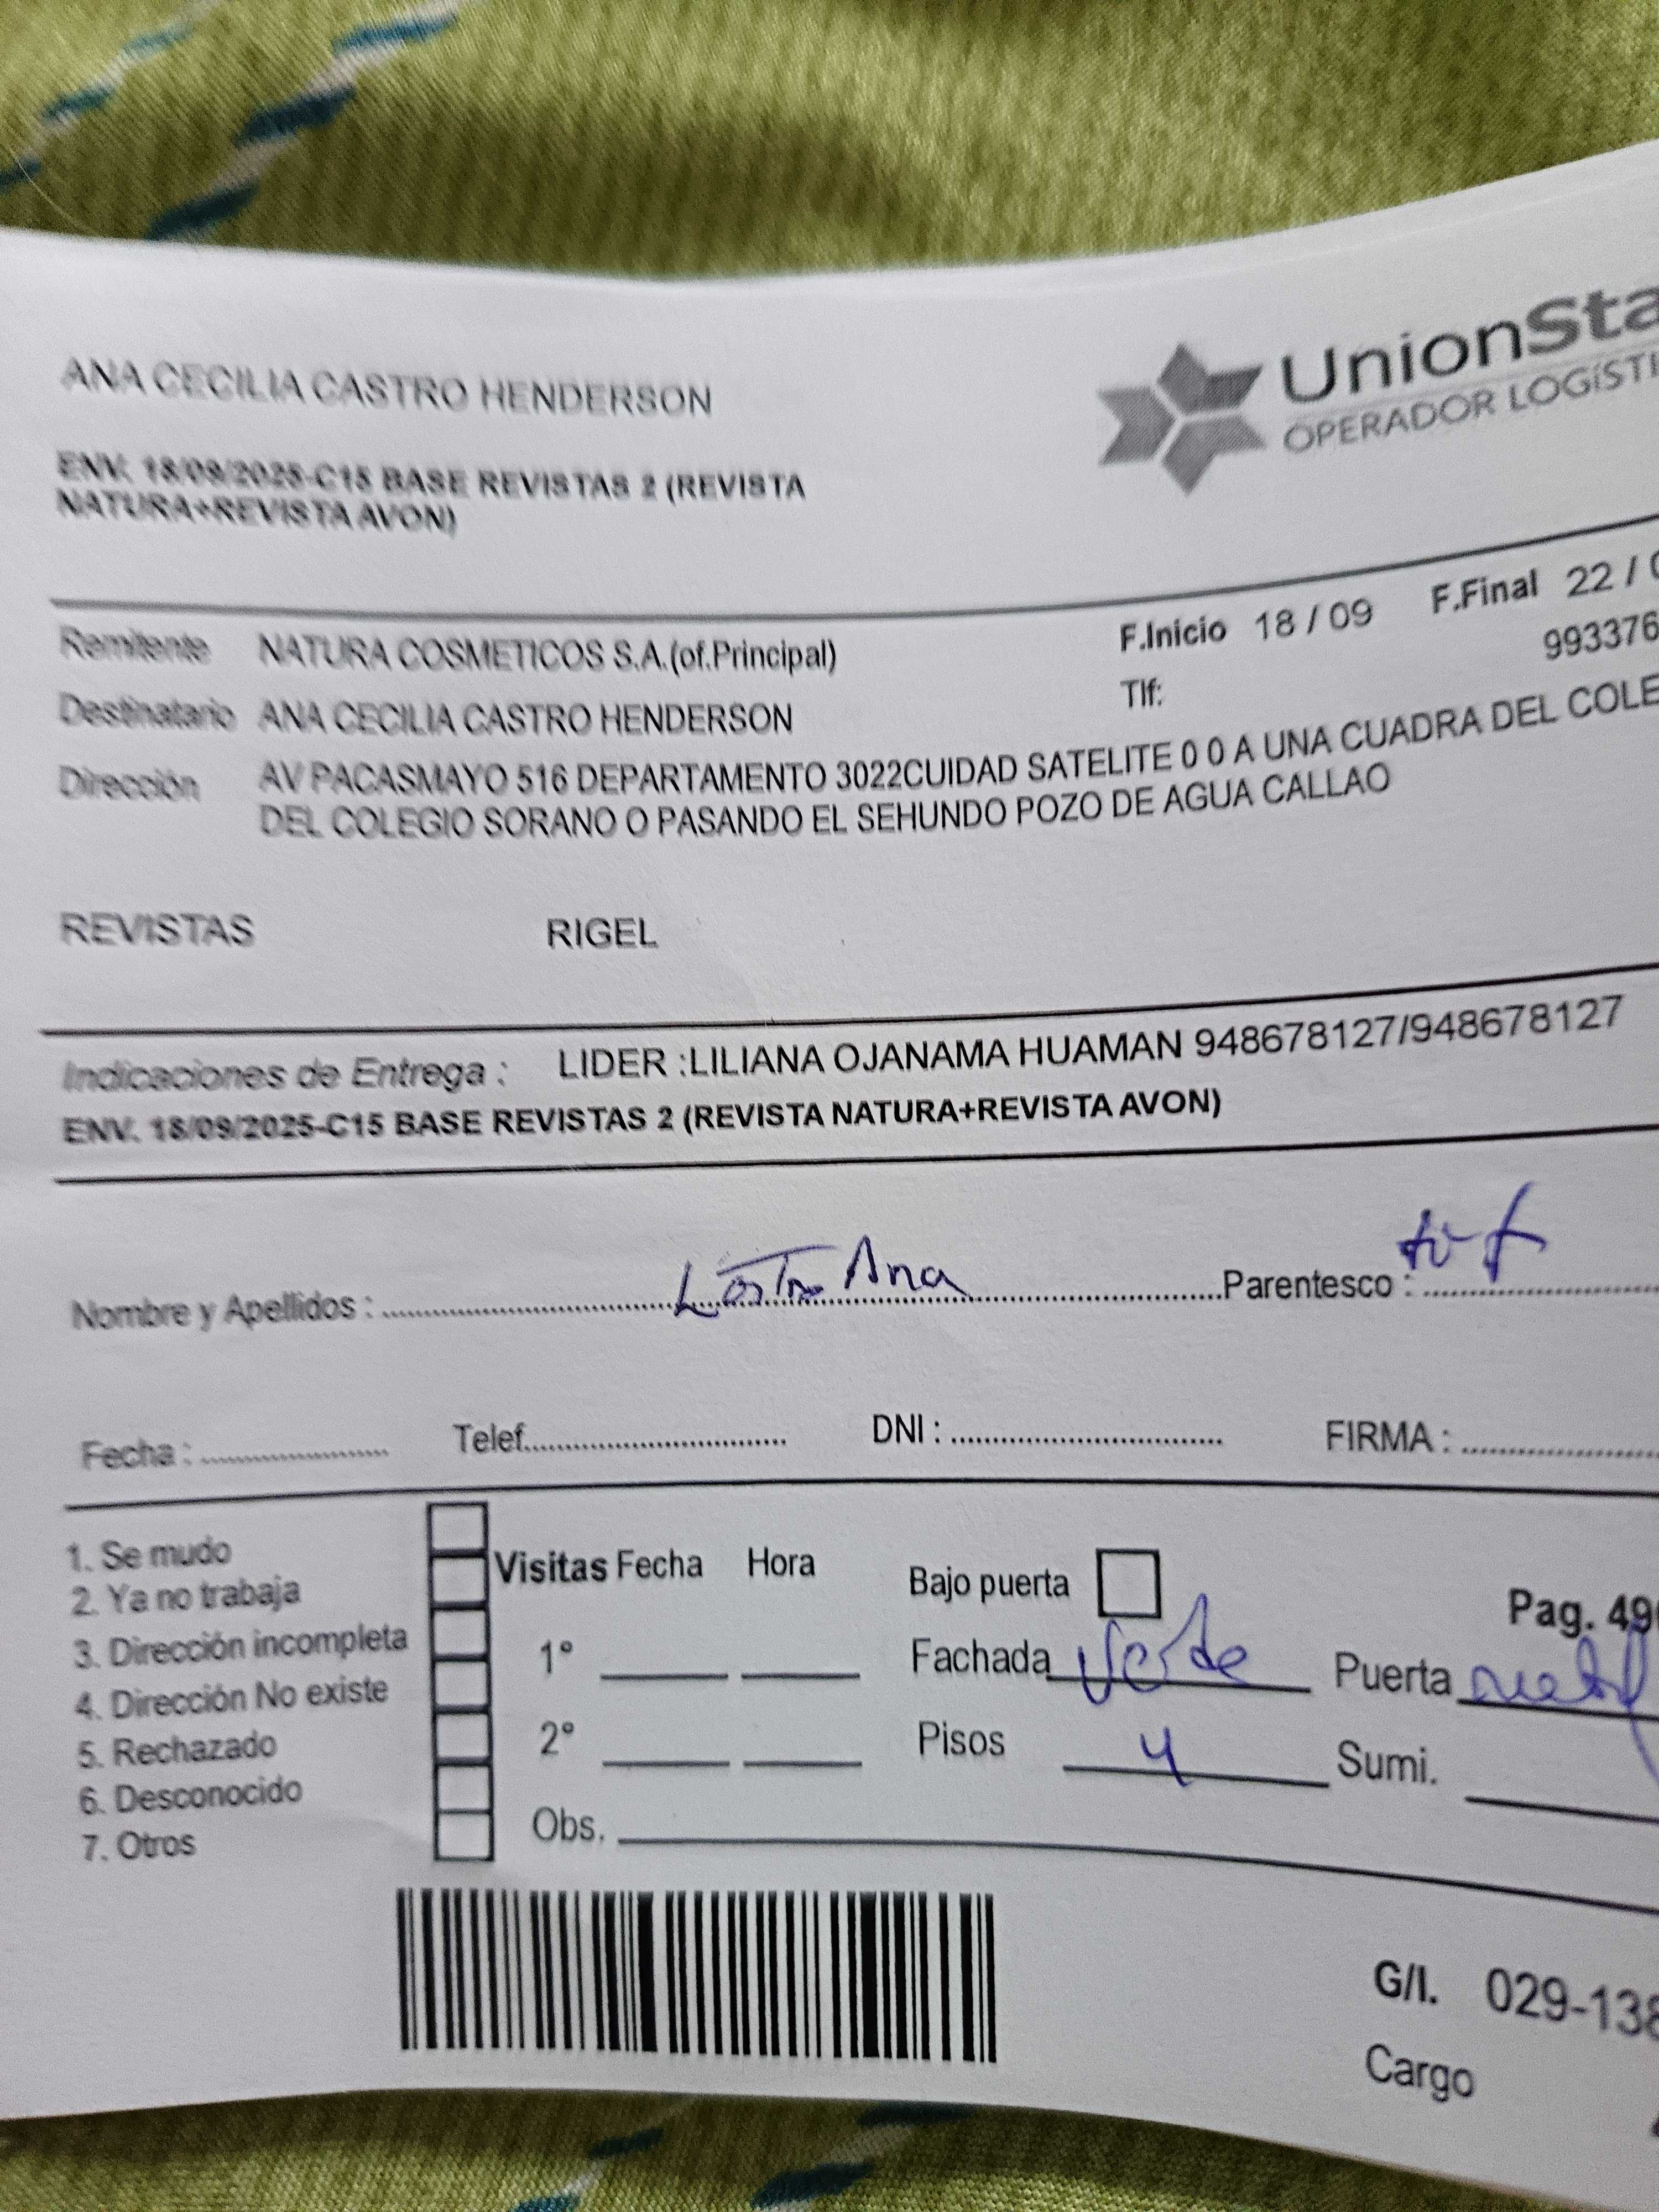 ANA CECILIA CASTRO HENDERSON
UnionSta
OPERADOR LOGÍSTI
ENV. 18/09/2025-C15 BASE REVISTAS 2 (REVISTA
NATURA+REVISTA AVON)
F.Inicio 18 / 09 F.Final 22 / 0
Remitente NATURA COSMETICOS S.A.(of.Principal)
Tlf: 993376
Destinatario ANA CECILIA CASTRO HENDERSON
Dirección AV PACASMAYO 516 DEPARTAMENTO 3022CUIDAD SATELITE 0 0 A UNA CUADRA DEL COLE
DEL COLEGIO SORANO O PASANDO EL SEHUNDO POZO DE AGUA CALLAO
REVISTAS RIGEL
Indicaciones de Entrega : LIDER :LILIANA OJANAMA HUAMAN 948678127/948678127
ENV. 18/09/2025-C15 BASE REVISTAS 2 (REVISTA NATURA+REVISTA AVON)
Nombre y Apellidos : Castro Ana Parentesco :
Fecha : Telef. DNI : FIRMA :
1. Se mudo
2. Ya no trabaja
3. Dirección incompleta
4. Dirección No existe
5. Rechazado
6. Desconocido
7. Otros
Visitas Fecha Hora
1°
2°
Obs.
Bajo puerta
Fachada Verde Puerta metal
Pisos 4 Sumi.
Pag. 49
G/I. 029-138
Cargo